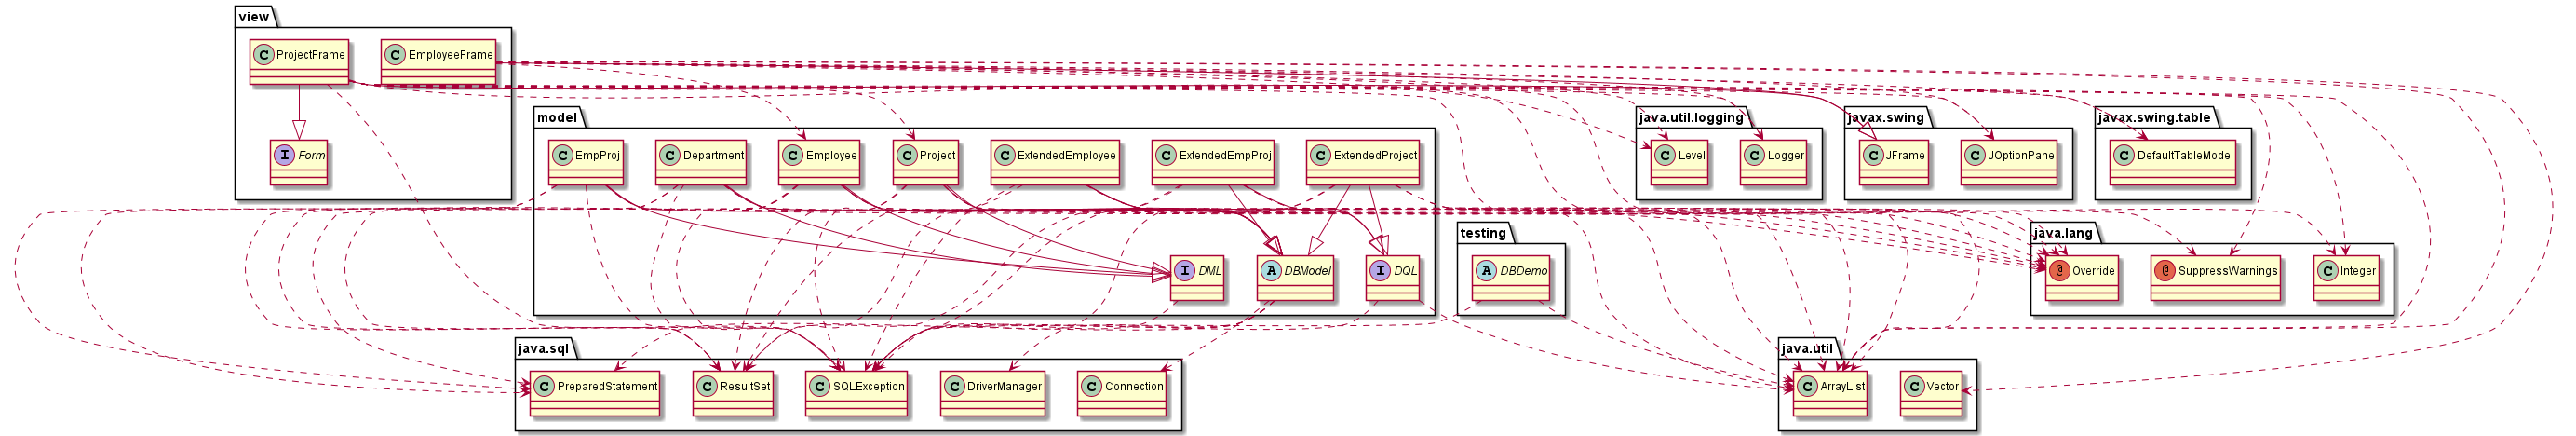 view
C ProjectFrame
C EmployeeFrame
I Form
model
C EmpProj
C Department
C Employee
C Project
C ExtendedEmployee
C ExtendedEmpProj
C ExtendedProject
I DML
A DBModel
I DQL
testing
A DBDemo
java.util.logging
C Level
C Logger
javax.swing
C JFrame
C JOptionPane
javax.swing.table
C DefaultTableModel
java.lang
@ Override
@ SuppressWarnings
C Integer
java.sql
C PreparedStatement
C ResultSet
C SQLException
C DriverManager
C Connection
java.util
C ArrayList
C Vector